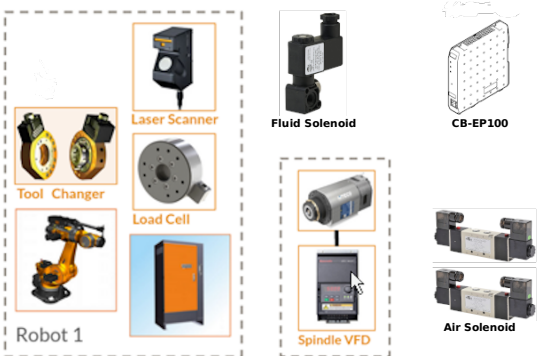 Laser Scanner
Fluid Solenoid
CB-EP100
Tool Changer
Load Cell
Robot 1
Spindle VFD
Air Solenoid